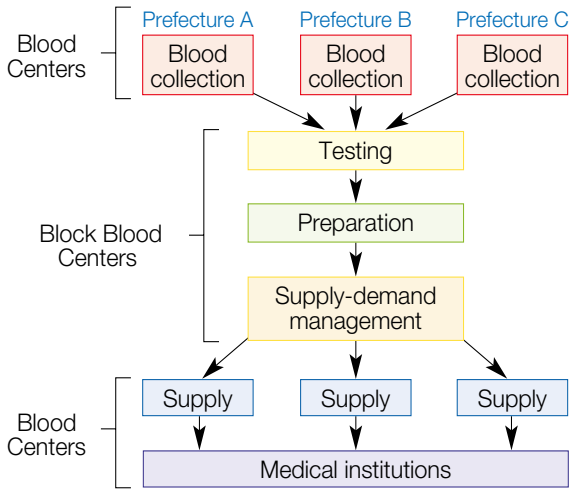 Prefecture A
Prefecture B
Prefecture C
Blood
Centers
Blood
collection
Blood
collection
Blood
collection
Testing
Block Blood
Centers
Preparation
Supply-demand
management
Blood
Centers
Supply
Supply
Supply
Medical institutions